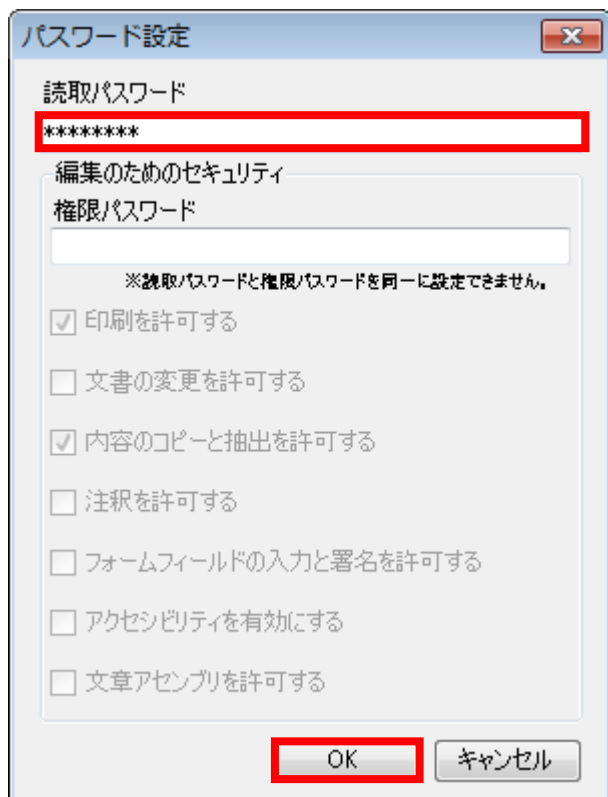 パスワード設定
読取パスワード
********
編集のためのセキュリティ
権限パスワード
※読取パスワードと権限パスワードを同一に設定できません。
印刷を許可する
文書の変更を許可する
内容のコピーと抽出を許可する
注釈を許可する
フォームフィールドの入力と署名を許可する
アクセシビリティを有効にする
文章アセンブリを許可する
OK キャンセル